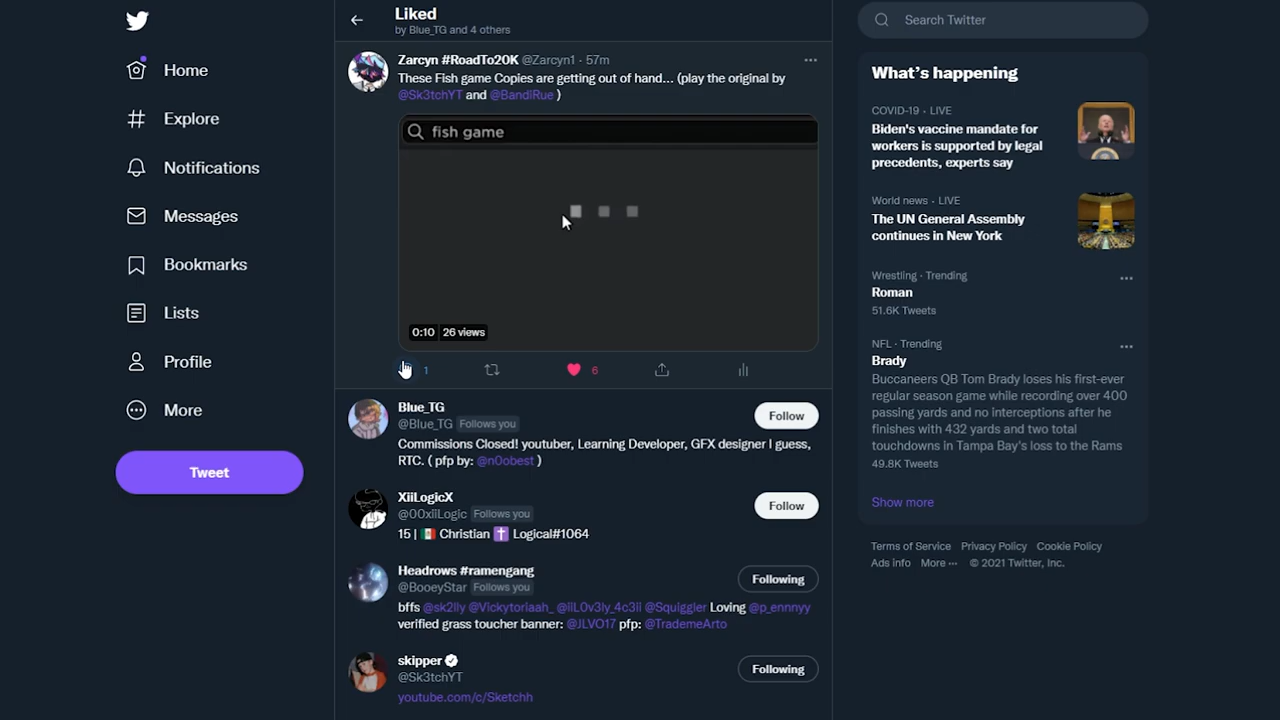 Home
Explore
Notifications
Messages
Bookmarks
Lists
Profile
More
Tweet
Liked
by Blue_TG and 4 others
Zarcyn #RoadTo20K @Zarcyn1 · 57m
These Fish game Copies are getting out of hand... (play the original by
@Sk3tchYT and @BandiRue )
fish game
0:10 26 views
1
6
Blue_TG
@Blue_TG Follows you
Follow
Commissions Closed! youtuber, Learning Developer, GFX designer I guess,
RTC. ( pfp by: @n0obest )
XiiLogicX
@00xiiLogic Follows you
Follow
15 | 🇲🇽 Christian ✝️ Logical#1064
Headrows #ramengang
@BooeyStar Follows you
Following
bffs @sk2lly @Vickytoriaah_ @iiL0v3ly_4c3ii @Squiggler Loving @p_ennnyy
verified grass toucher banner: @JLVO17 pfp: @TrademeArto
skipper
@Sk3tchYT
Following
youtube.com/c/Sketchh
Search Twitter
What's happening
COVID-19 · LIVE
Biden's vaccine mandate for
workers is supported by legal
precedents, experts say
World news · LIVE
The UN General Assembly
continues in New York
Wrestling · Trending
Roman
51.6K Tweets
NFL · Trending
Brady
Buccaneers QB Tom Brady loses his first-ever
regular season game while recording over 400
passing yards and no interceptions after he
finishes with 432 yards and two total
touchdowns in Tampa Bay's loss to the Rams
49.8K Tweets
Show more
Terms of Service Privacy Policy Cookie Policy
Ads info More ··· © 2021 Twitter, Inc.